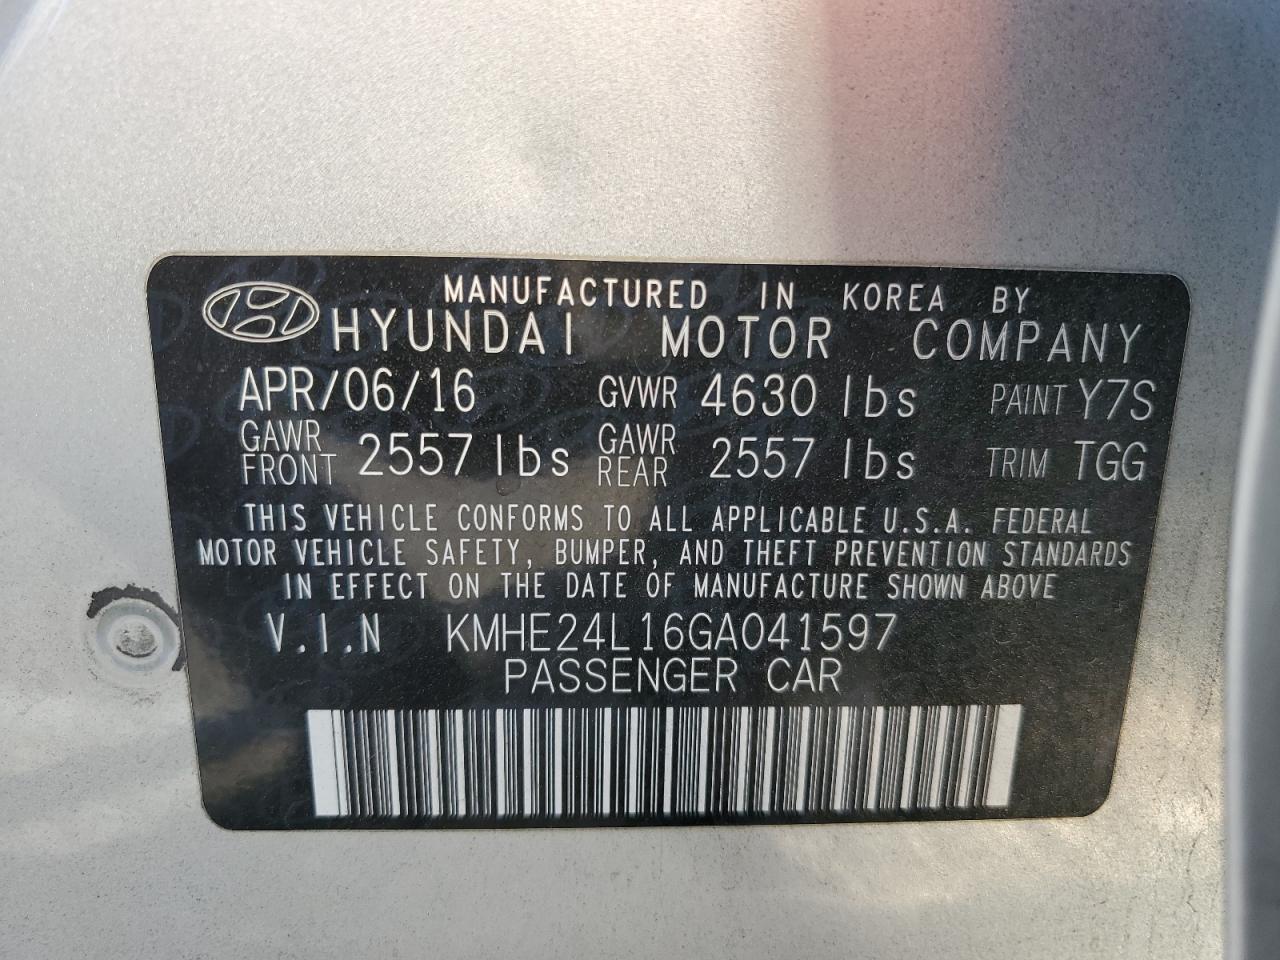 MANUFACTURED IN KOREA BY
HYUNDAI MOTOR COMPANY
APR/06/16 GVWR 4630 lbs PAINT Y7S
GAWR FRONT 2557 lbs GAWR REAR 2557 lbs TRIM TGG
THIS VEHICLE CONFORMS TO ALL APPLICABLE U.S.A. FEDERAL
MOTOR VEHICLE SAFETY, BUMPER, AND THEFT PREVENTION STANDARDS
IN EFFECT ON THE DATE OF MANUFACTURE SHOWN ABOVE
V.I.N KMHE24L16GA041597
PASSENGER CAR